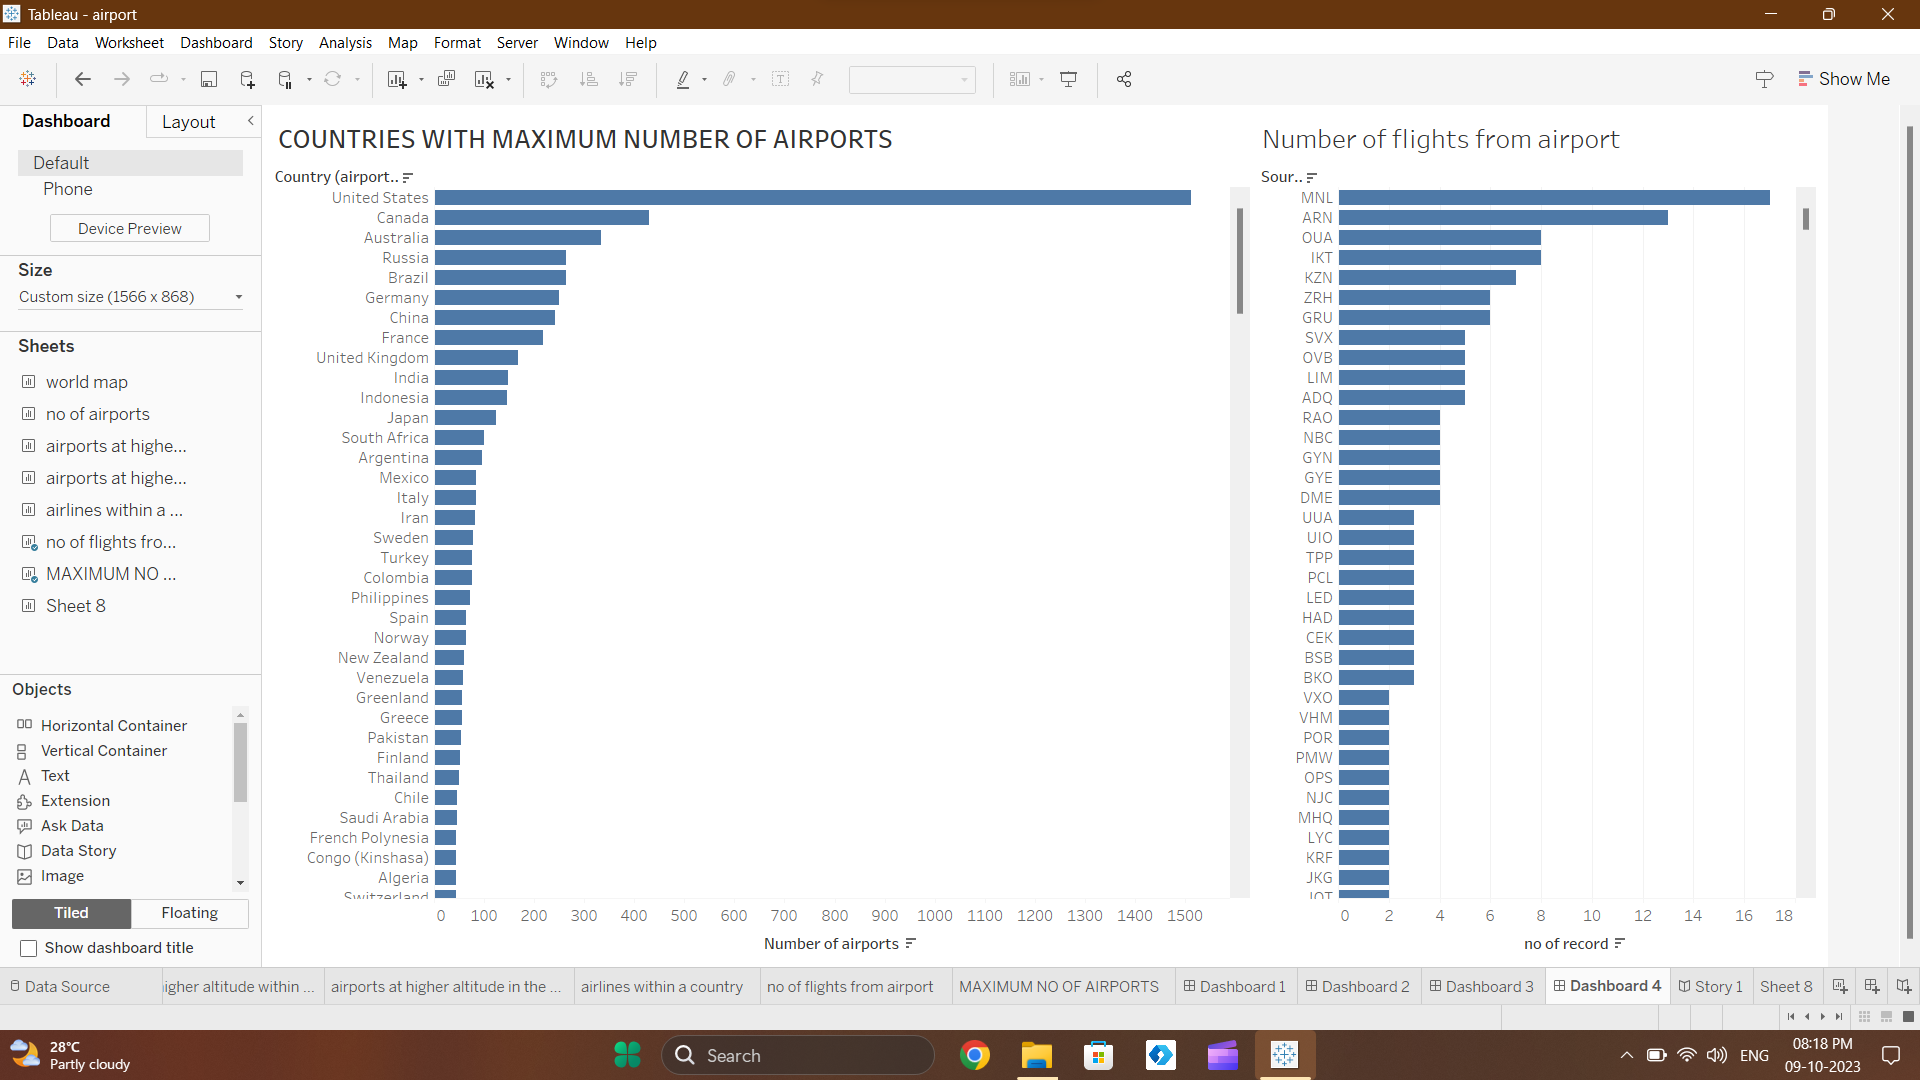 Tableau - airport
File Data Worksheet Dashboard Story Analysis Map Format Server Window Help
Show Me
Dashboard Layout
Default
Phone
Device Preview
Size
Custom size (1566 x 868)
Sheets
world map
no of airports
airports at highe...
airports at highe...
airlines within a ...
no of flights fro...
MAXIMUM NO ...
Sheet 8
Objects
Horizontal Container
Vertical Container
Text
Extension
Ask Data
Data Story
Image
Tiled Floating
Show dashboard title
COUNTRIES WITH MAXIMUM NUMBER OF AIRPORTS
Country (airport..
United States
Canada
Australia
Russia
Brazil
Germany
China
France
United Kingdom
India
Indonesia
Japan
South Africa
Argentina
Mexico
Italy
Iran
Sweden
Turkey
Colombia
Philippines
Spain
Norway
New Zealand
Venezuela
Greenland
Greece
Pakistan
Finland
Thailand
Chile
Saudi Arabia
French Polynesia
Congo (Kinshasa)
Algeria
Switzerland
0 100 200 300 400 500 600 700 800 900 1000 1100 1200 1300 1400 1500
Number of airports
Number of flights from airport
Sour..
MNL
ARN
OUA
IKT
KZN
ZRH
GRU
SVX
OVB
LIM
ADQ
RAO
NBC
GYN
GYE
DME
UUA
UIO
TPP
PCL
LED
HAD
CEK
BSB
BKO
VXO
VHM
POR
PMW
OPS
NJC
MHQ
LYC
KRF
JKG
0 2 4 6 8 10 12 14 16 18
no of record
Data Source igher altitude within ... airports at higher altitude in the ... airlines within a country no of flights from airport MAXIMUM NO OF AIRPORTS Dashboard 1 Dashboard 2 Dashboard 3 Dashboard 4 Story 1 Sheet 8
28°C
Partly cloudy
Search
ENG
08:18 PM
09-10-2023